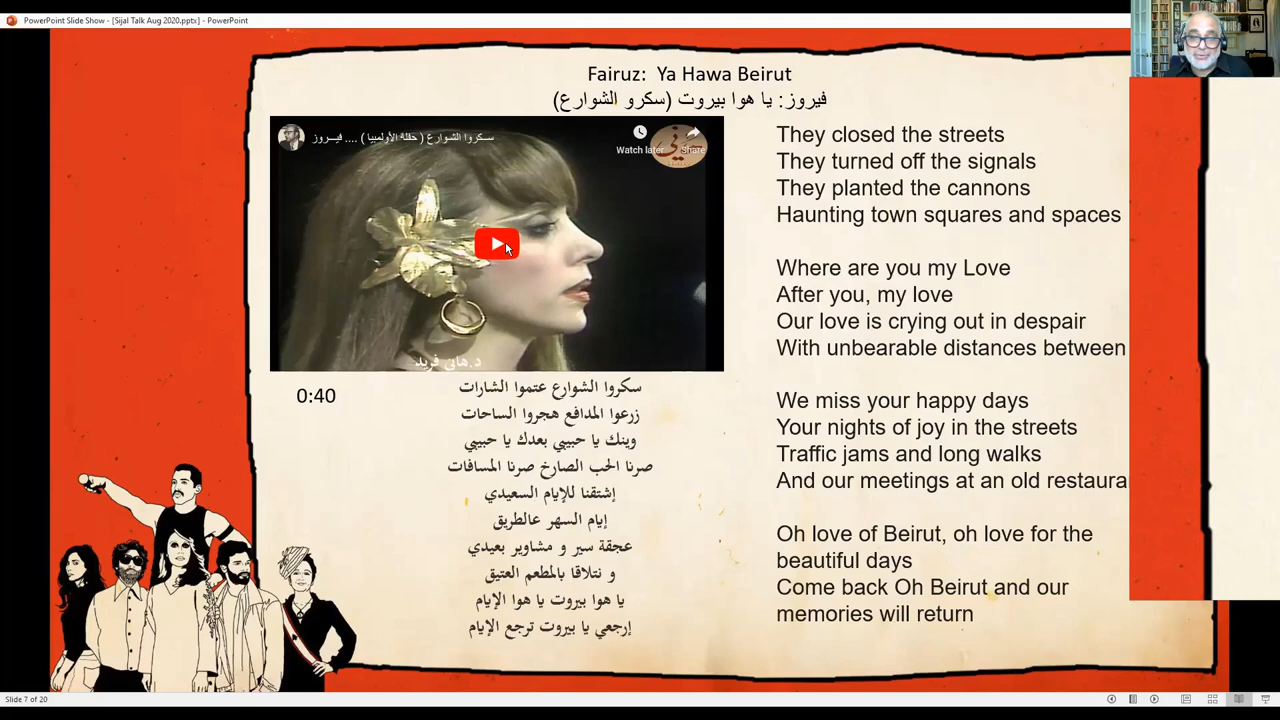 PowerPoint Slide Show - [Sijal Talk Aug 2020.pptx] - PowerPoint
Fairuz: Ya Hawa Beirut
فيروز: يا هوا بيروت (سكرو الشوارع)
سـكـروا الشـوارع ( حفلة الأولمبيا ) .... فيـــروز
Watch later
Share
د.هاني فريد
0:40
سكروا الشوارع عتموا الشارات
زرعوا المدافع هجروا الساحات
وينك يا حبيبي بعدك يا حبيبي
صرنا الحب الصارخ صرنا المسافات
إشتقنا للإيام السعيدي
إيام السهر عالطريق
عجقة سير و مشاوير بعيدي
و نتلاقا بالمطعم العتيق
يا هوا بيروت يا هوا الإيام
إرجعي يا بيروت ترجع الإيام
They closed the streets
They turned off the signals
They planted the cannons
Haunting town squares and spaces
Where are you my Love
After you, my love
Our love is crying out in despair
With unbearable distances between
We miss your happy days
Your nights of joy in the streets
Traffic jams and long walks
And our meetings at an old restaura
Oh love of Beirut, oh love for the
beautiful days
Come back Oh Beirut and our
memories will return
Slide 7 of 20